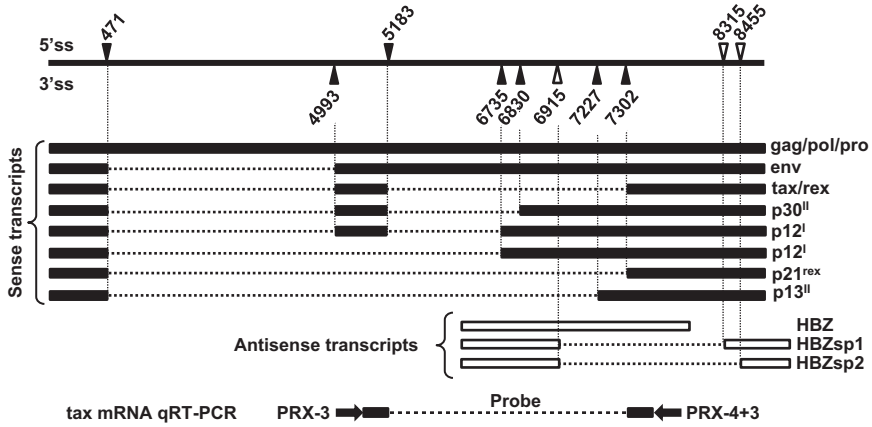 471
5183
8315
8455
5'ss
3'ss
4993
6735
6830
6915
7227
7302
Sense transcripts
gag/pol/pro
env
tax/rex
p30II
p12I
p12I
p21rex
p13II
Antisense transcripts
HBZ
HBZsp1
HBZsp2
tax mRNA qRT-PCR PRX-3 Probe PRX-4+3